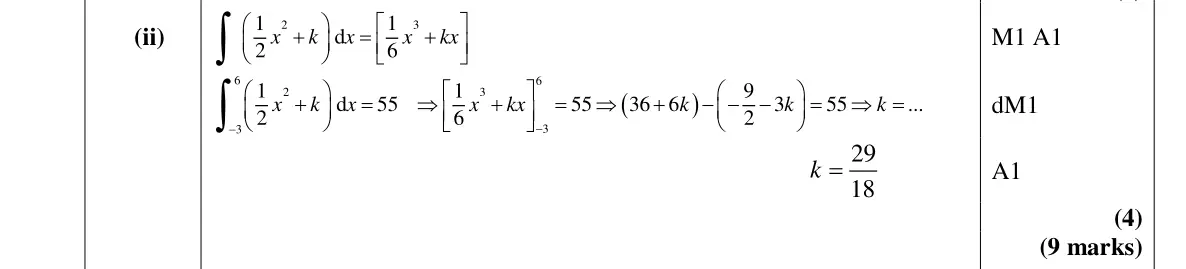 (ii) ∫ (1/2 x² + k) dx = [1/6 x³ + kx] M1 A1
∫₋₃⁶ (1/2 x² + k) dx = 55 ⇒ [1/6 x³ + kx]₋₃⁶ = 55 ⇒ (36 + 6k) − (− 9/2 − 3k) = 55 ⇒ k = ... dM1
k = 29/18 A1
(4)
(9 marks)